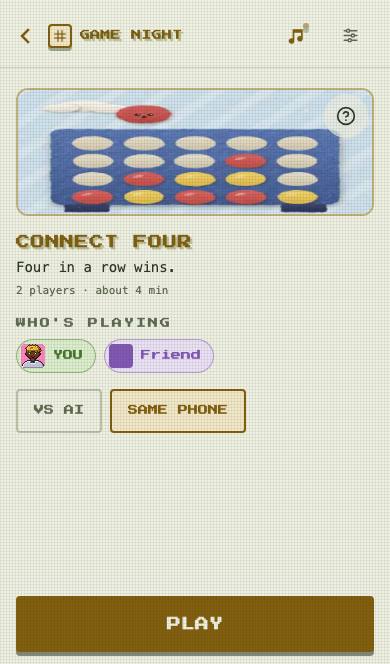 GAME NIGHT
CONNECT FOUR
Four in a row wins.
2 players · about 4 min
WHO'S PLAYING
YOU Friend
VS AI SAME PHONE
PLAY